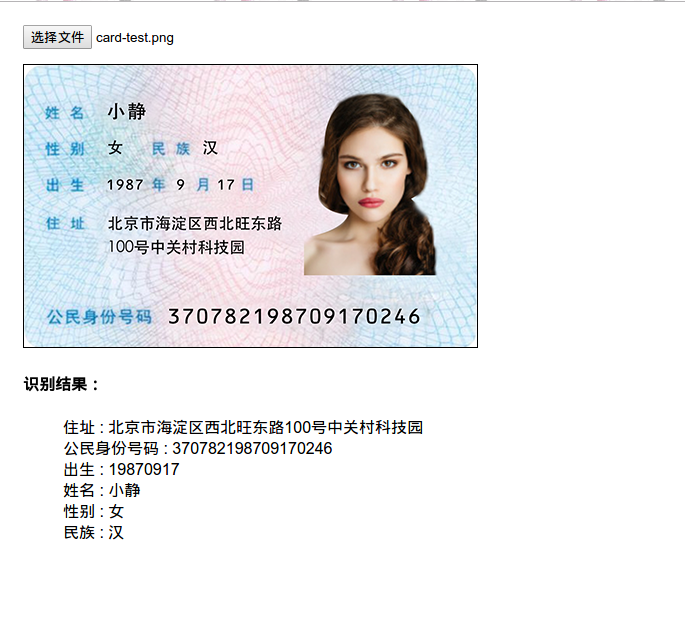 选择文件 card-test.png
姓 名 小静
性 别 女 民 族 汉
出 生 1987 年 9 月 17 日
住 址 北京市海淀区西北旺东路
100号中关村科技园
公民身份号码 370782198709170246
识别结果：
住址 : 北京市海淀区西北旺东路100号中关村科技园
公民身份号码 : 370782198709170246
出生 : 19870917
姓名 : 小静
性别 : 女
民族 : 汉